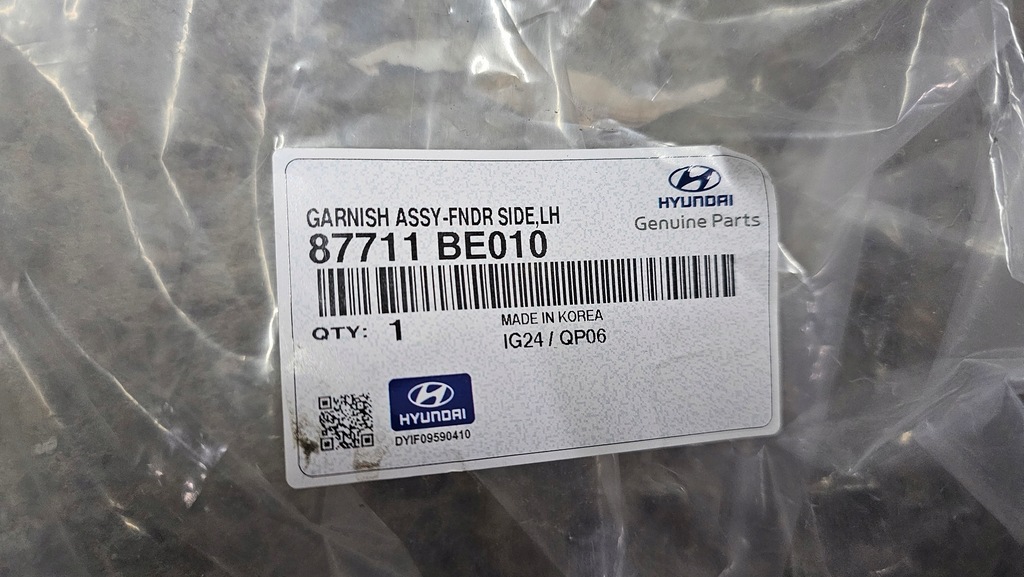 HYUNDAI
Genuine Parts
GARNISH ASSY-FNDR SIDE,LH
87711 BE010
QTY: 1
MADE IN KOREA
IG24 / QP06
HYUNDAI
DYIF09590410